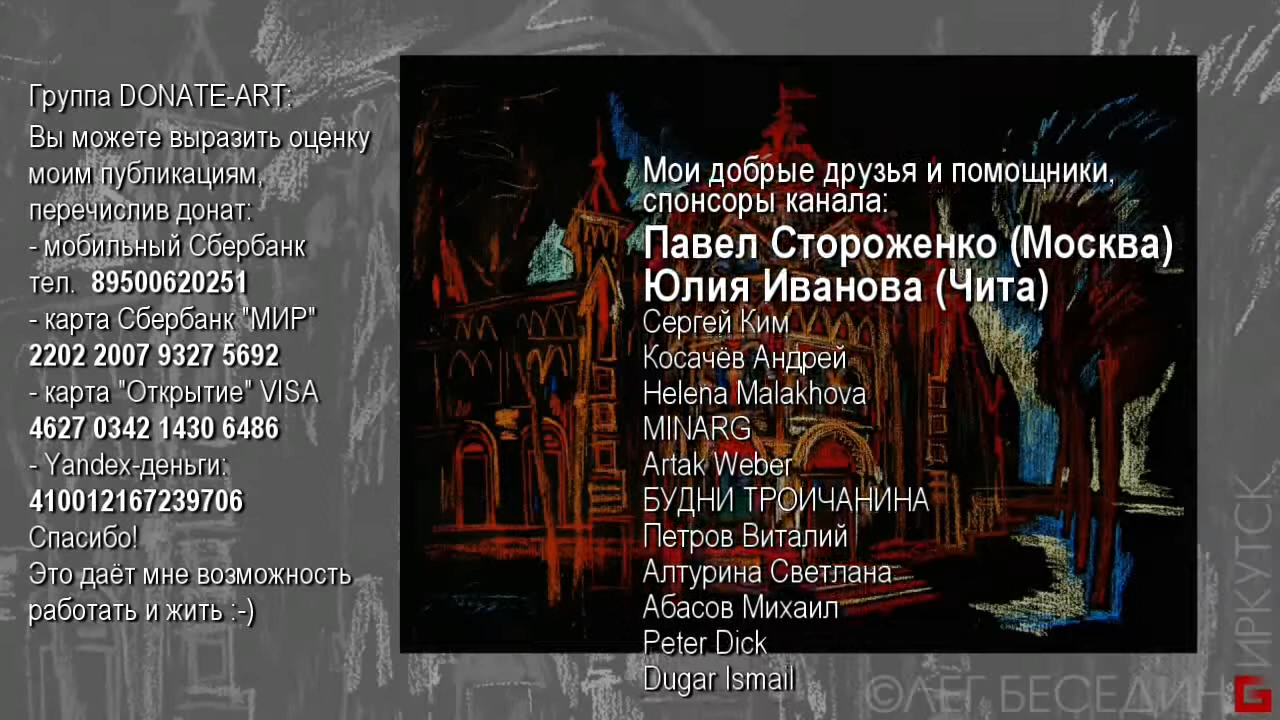 Группа DONATE-ART:
Вы можете выразить оценку
моим публикациям,
перечислив донат:
- мобильный Сбербанк
тел. 89500620251
- карта Сбербанк "МИР"
2202 2007 9327 5692
- карта "Открытие" VISA
4627 0342 1430 6486
- Yandex-деньги:
410012167239706
Спасибо!
Это даёт мне возможность
работать и жить :-)
Мои добрые друзья и помощники,
спонсоры канала:
Павел Стороженко (Москва)
Юлия Иванова (Чита)
Сергей Ким
Косачёв Андрей
Helena Malakhova
MINARG
Artak Weber
БУДНИ ТРОИЧАНИНА
Петров Виталий
Алтурина Светлана
Абасов Михаил
Peter Dick
Dugar Ismail
©ЛЕГ БЕСЕДИН
ИРКУТСК
G